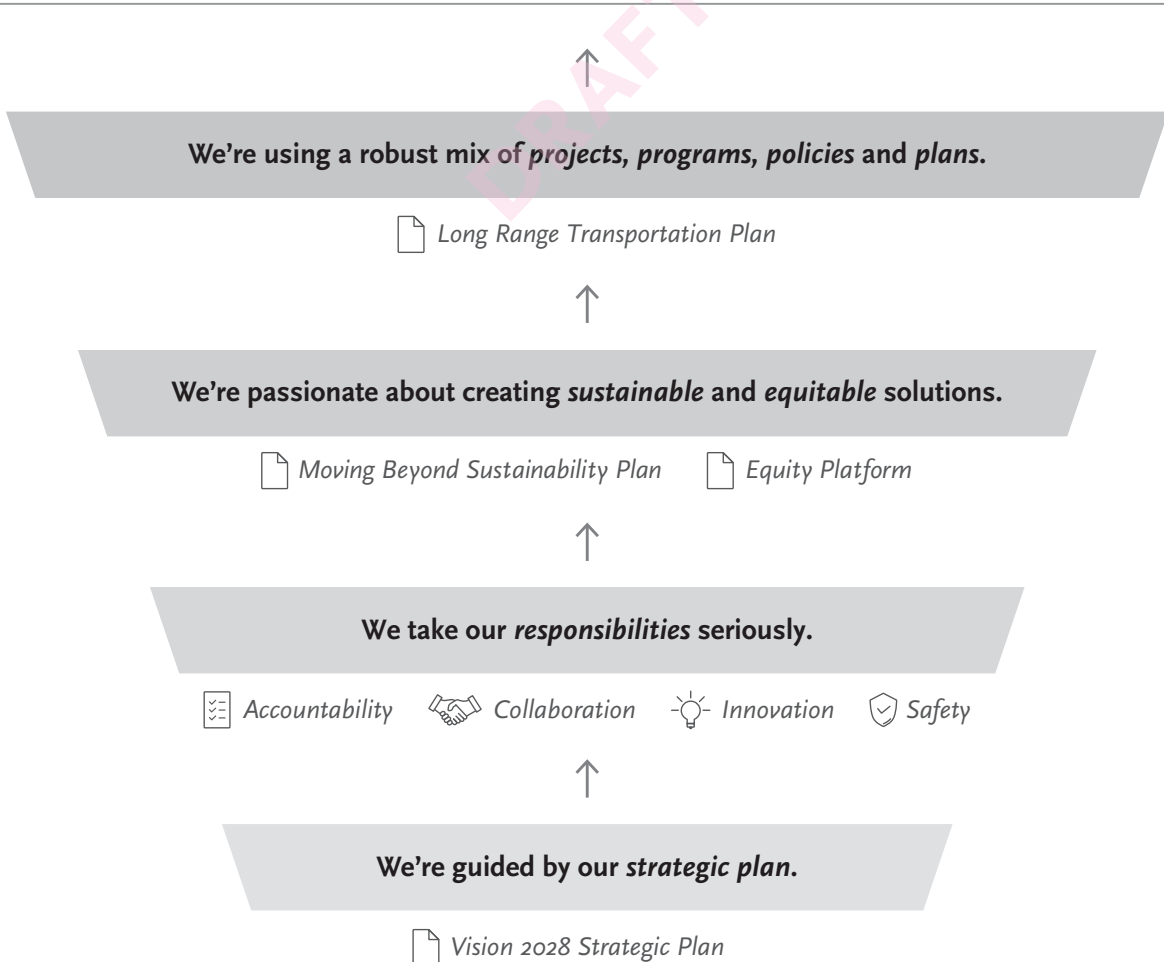 DRAFT
We're using a robust mix of projects, programs, policies and plans.
Long Range Transportation Plan
We're passionate about creating sustainable and equitable solutions.
Moving Beyond Sustainability Plan Equity Platform
We take our responsibilities seriously.
Accountability Collaboration Innovation Safety
We're guided by our strategic plan.
Vision 2028 Strategic Plan